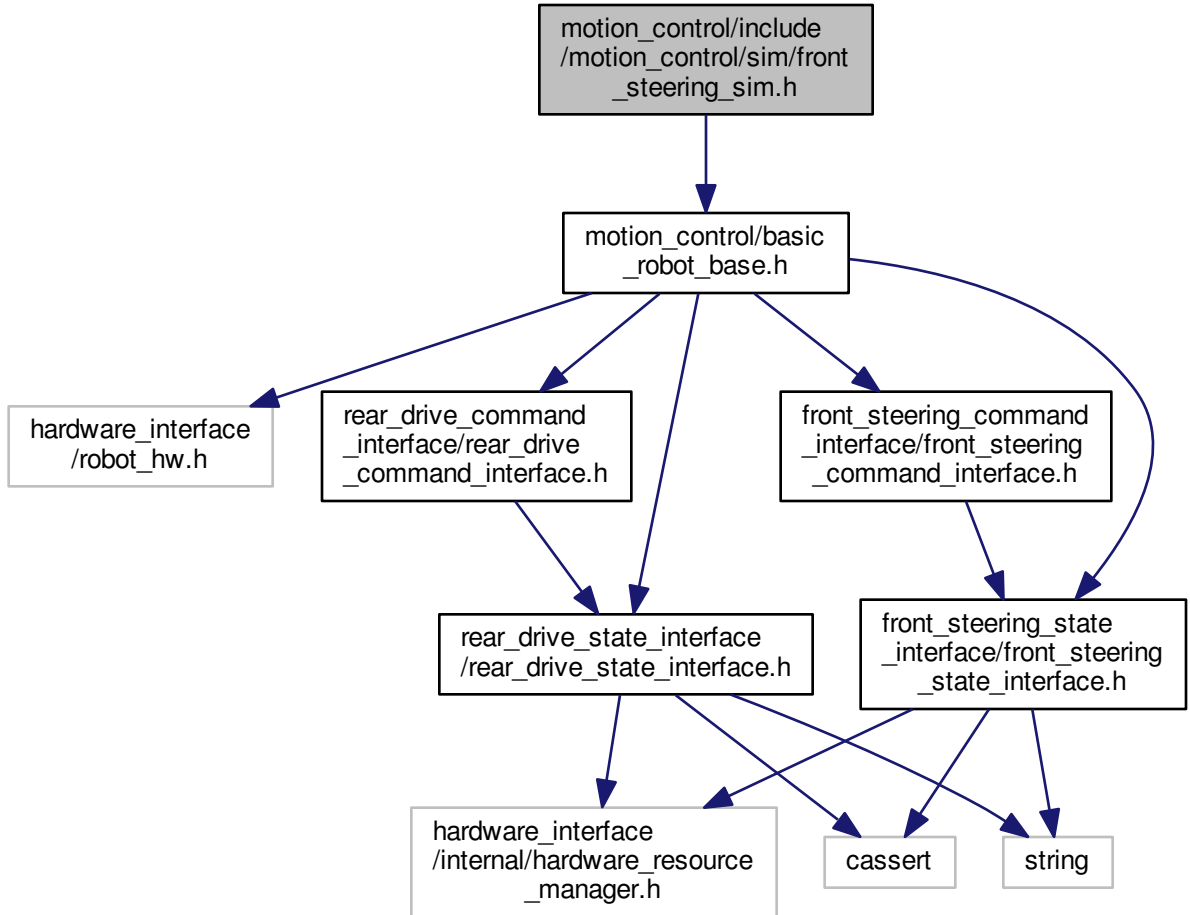 motion_control/include
/motion_control/sim/front
_steering_sim.h
motion_control/basic
_robot_base.h
hardware_interface
/robot_hw.h
rear_drive_command
_interface/rear_drive
_command_interface.h
front_steering_command
_interface/front_steering
_command_interface.h
rear_drive_state_interface
/rear_drive_state_interface.h
front_steering_state
_interface/front_steering
_state_interface.h
hardware_interface
/internal/hardware_resource
_manager.h
cassert
string